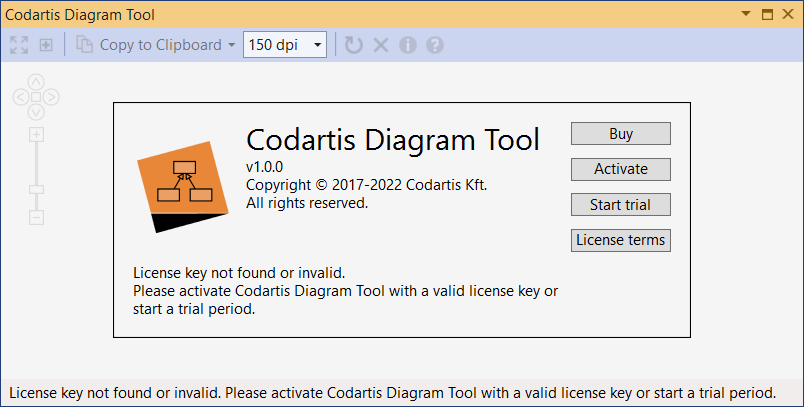 Codartis Diagram Tool
Copy to Clipboard 150 dpi
Codartis Diagram Tool
v1.0.0
Copyright © 2017-2022 Codartis Kft.
All rights reserved.
Buy
Activate
Start trial
License terms
License key not found or invalid.
Please activate Codartis Diagram Tool with a valid license key or
start a trial period.
License key not found or invalid. Please activate Codartis Diagram Tool with a valid license key or start a trial period.